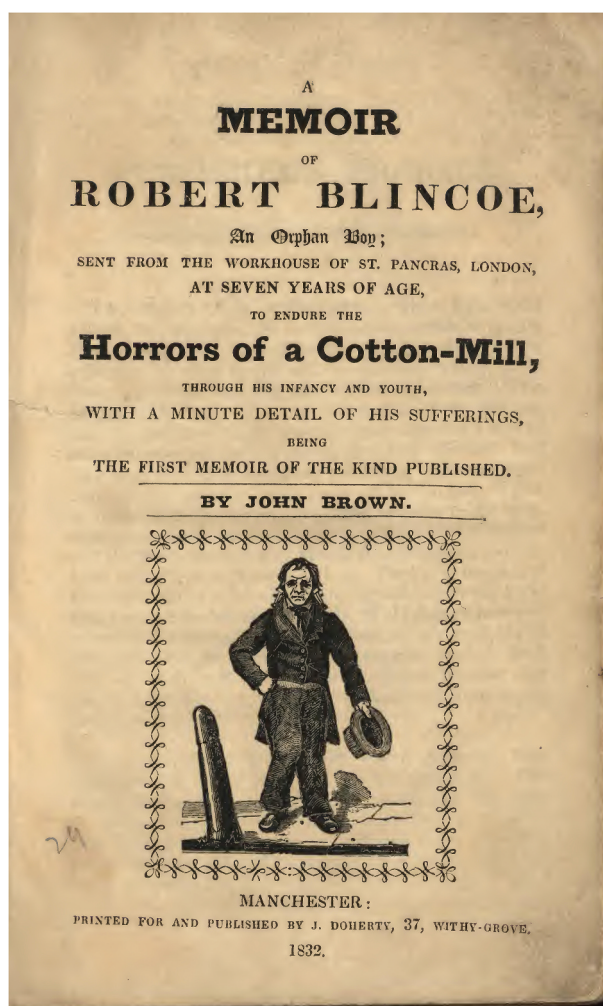 A
MEMOIR
OF
ROBERT BLINCOE,
An Orphan Boy;
SENT FROM THE WORKHOUSE OF ST. PANCRAS, LONDON,
AT SEVEN YEARS OF AGE,
TO ENDURE THE
Horrors of a Cotton-Mill,
THROUGH HIS INFANCY AND YOUTH,
WITH A MINUTE DETAIL OF HIS SUFFERINGS,
BEING
THE FIRST MEMOIR OF THE KIND PUBLISHED.
BY JOHN BROWN.
MANCHESTER:
PRINTED FOR AND PUBLISHED BY J. DOHERTY, 37, WITHY-GROVE.
1832.